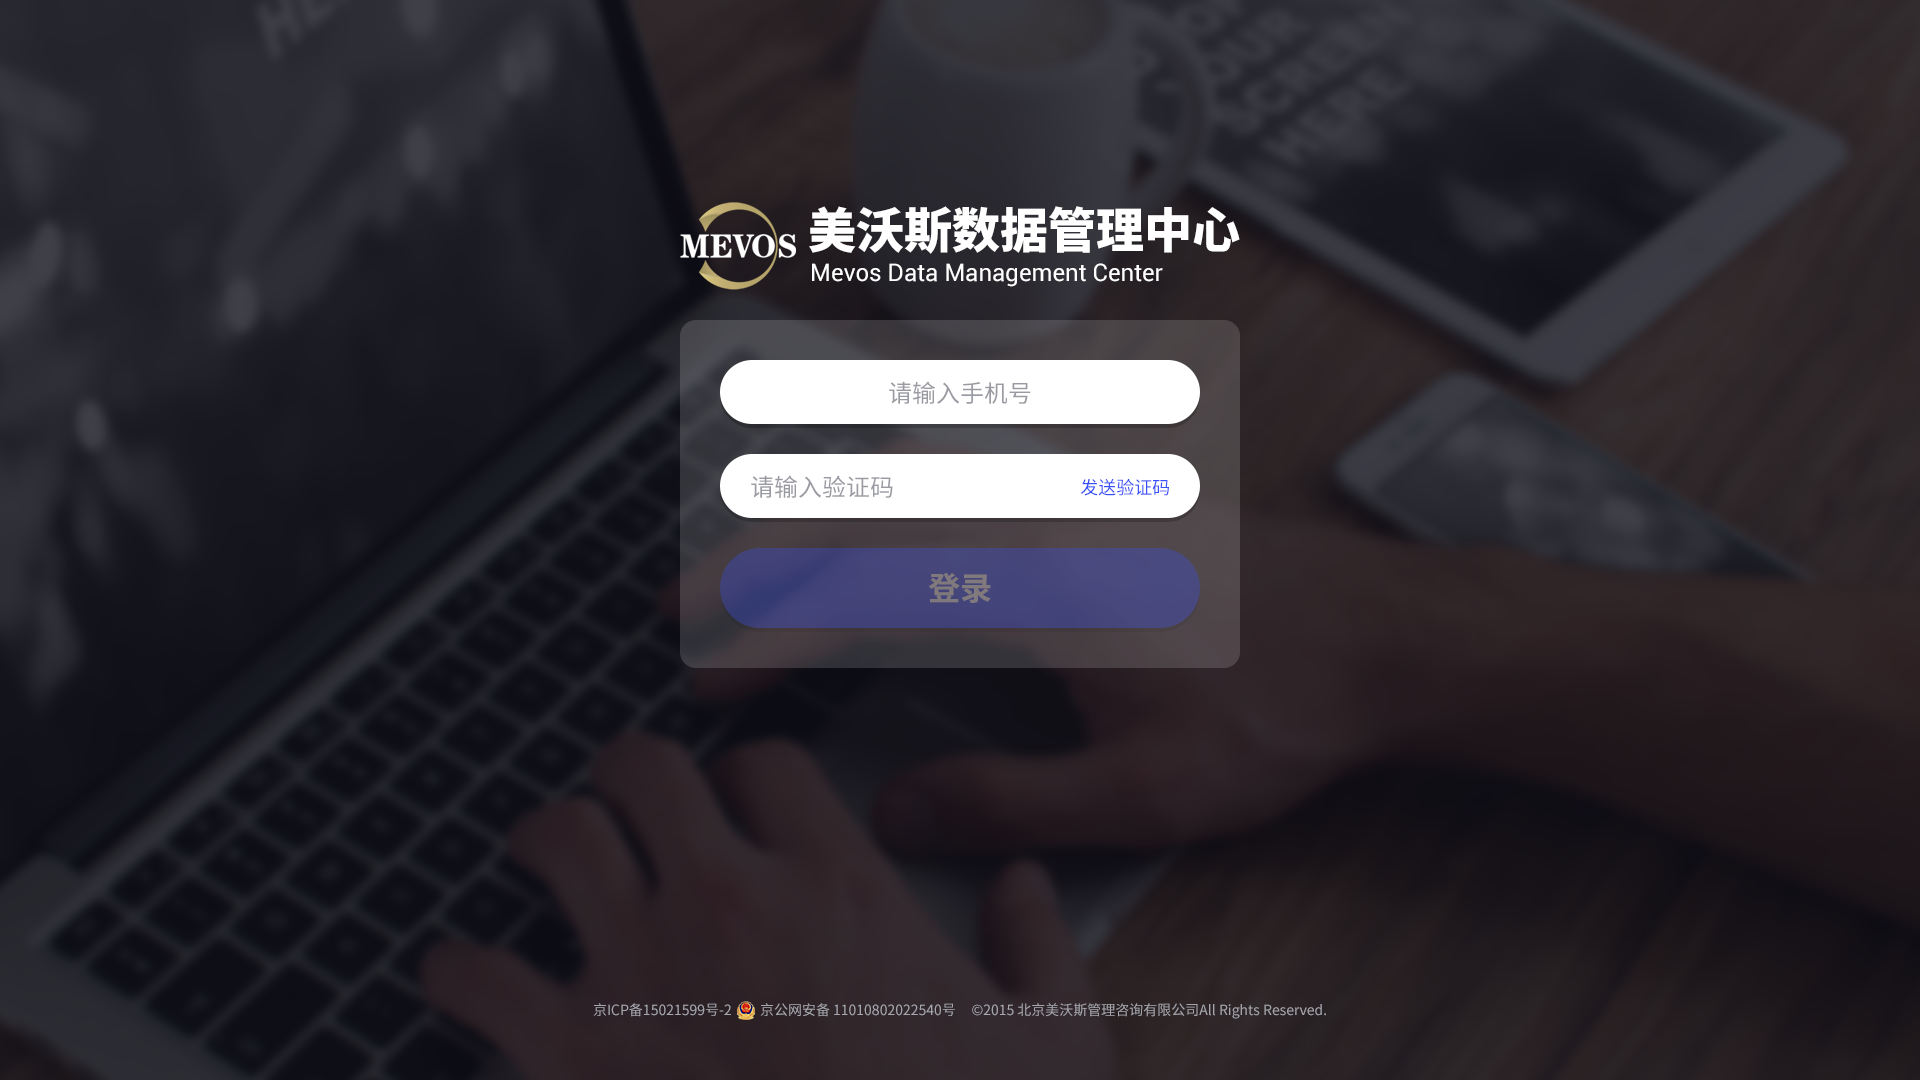 HE
YOUR
SCREEN
HERE
MEVOS
美沃斯数据管理中心
Mevos Data Management Center
请输入手机号
请输入验证码
发送验证码
登录
京ICP备15021599号-2 京公网安备 11010802022540号 ©2015 北京美沃斯管理咨询有限公司All Rights Reserved.